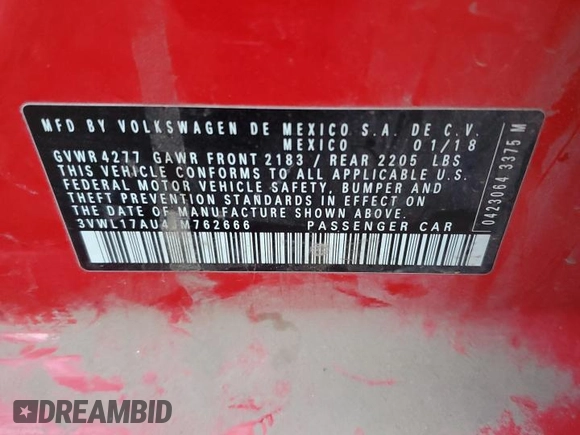 MFD BY VOLKSWAGEN DE MEXICO S.A. DE C.V.
MEXICO 01/18
GVWR 4277 GAWR FRONT 2183 / REAR 2205 LBS
THIS VEHICLE CONFORMS TO ALL APPLICABLE U.S.
FEDERAL MOTOR VEHICLE SAFETY, BUMPER AND
THEFT PREVENTION STANDARDS IN EFFECT ON
THE DATE OF MANUFACTURE SHOWN ABOVE.
PASSENGER CAR
0423064 3375 M
DREAMBID